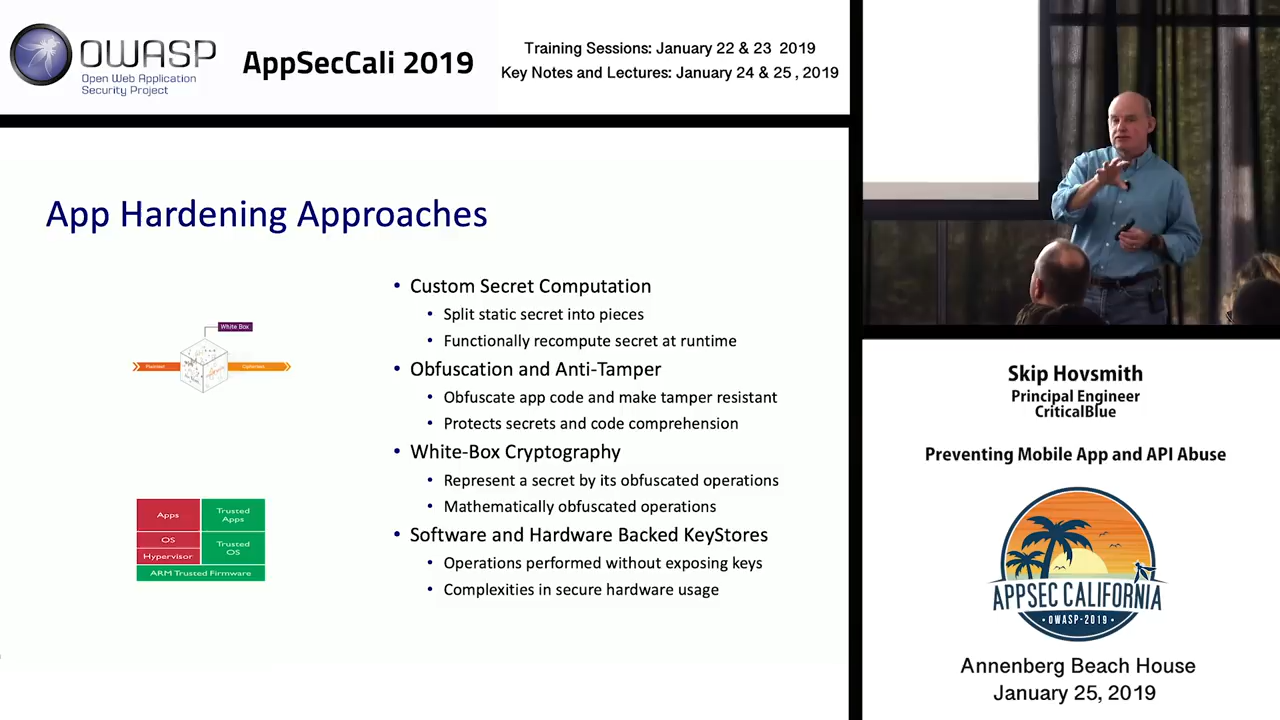 OWASP
Open Web Application
Security Project
AppSecCali 2019
Training Sessions: January 22 & 23 2019
Key Notes and Lectures: January 24 & 25, 2019
App Hardening Approaches
White Box
• Custom Secret Computation
• Split static secret into pieces
• Functionally recompute secret at runtime
• Obfuscation and Anti-Tamper
• Obfuscate app code and make tamper resistant
• Protects secrets and code comprehension
• White-Box Cryptography
• Represent a secret by its obfuscated operations
• Mathematically obfuscated operations
• Software and Hardware Backed KeyStores
• Operations performed without exposing keys
• Complexities in secure hardware usage
Apps
Trusted
Apps
OS
Trusted
OS
Hypervisor
ARM Trusted Firmware
Skip Hovsmith
Principal Engineer
CriticalBlue
Preventing Mobile App and API Abuse
APPSEC CALIFORNIA
• OWASP-2019 •
Annenberg Beach House
January 25, 2019